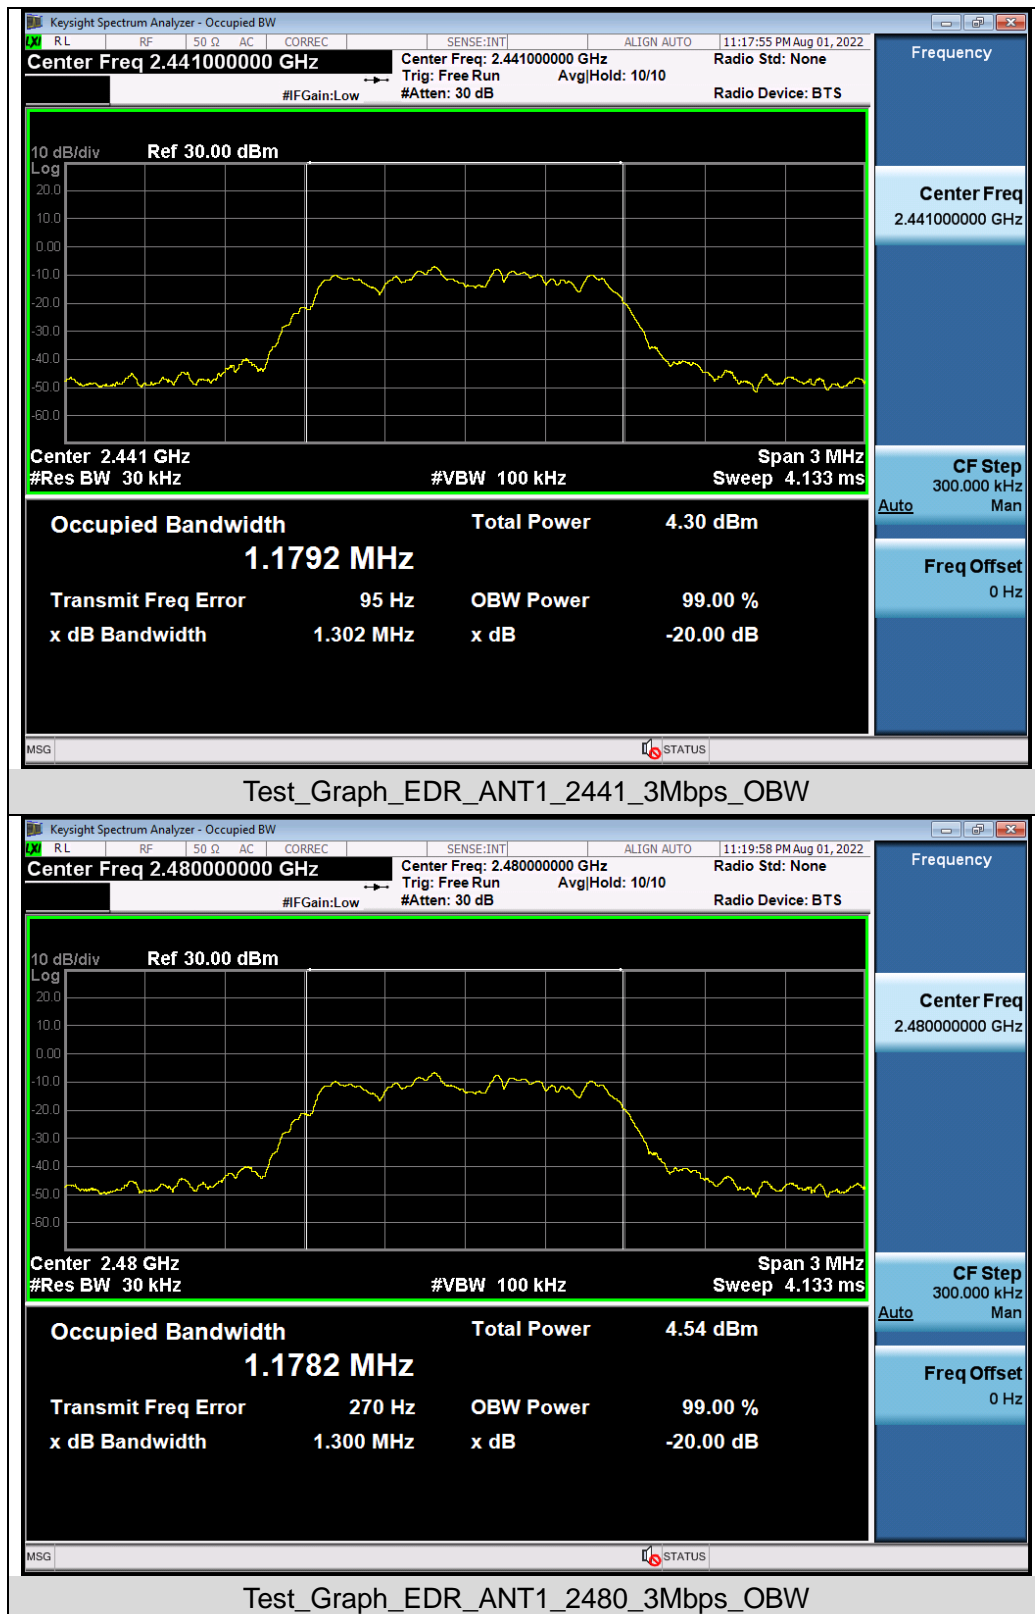 Keysight Spectrum Analyzer - Occupied BW
LXI RL RF 50 Ω AC CORREC SENSE:INT ALIGN AUTO 11:17:55 PM Aug 01, 2022
Center Freq 2.441000000 GHz
Center Freq: 2.441000000 GHz
Radio Std: None
Trig: Free Run Avg|Hold: 10/10
#IFGain:Low
#Atten: 30 dB
Radio Device: BTS
Frequency
10 dB/div Ref 30.00 dBm
Log
20.0
10.0
0.00
-10.0
-20.0
-30.0
-40.0
-50.0
-60.0
Center 2.441 GHz Span 3 MHz
#Res BW 30 kHz #VBW 100 kHz Sweep 4.133 ms
Center Freq
2.441000000 GHz
CF Step
300.000 kHz
Auto Man
Freq Offset
0 Hz
Occupied Bandwidth Total Power 4.30 dBm
1.1792 MHz
Transmit Freq Error 95 Hz OBW Power 99.00 %
x dB Bandwidth 1.302 MHz x dB -20.00 dB
MSG STATUS
Test_Graph_EDR_ANT1_2441_3Mbps_OBW
Keysight Spectrum Analyzer - Occupied BW
LXI RL RF 50 Ω AC CORREC SENSE:INT ALIGN AUTO 11:19:58 PM Aug 01, 2022
Center Freq 2.480000000 GHz
Center Freq: 2.480000000 GHz
Radio Std: None
Trig: Free Run Avg|Hold: 10/10
#IFGain:Low
#Atten: 30 dB
Radio Device: BTS
Frequency
10 dB/div Ref 30.00 dBm
Log
20.0
10.0
0.00
-10.0
-20.0
-30.0
-40.0
-50.0
-60.0
Center 2.48 GHz Span 3 MHz
#Res BW 30 kHz #VBW 100 kHz Sweep 4.133 ms
Center Freq
2.480000000 GHz
CF Step
300.000 kHz
Auto Man
Freq Offset
0 Hz
Occupied Bandwidth Total Power 4.54 dBm
1.1782 MHz
Transmit Freq Error 270 Hz OBW Power 99.00 %
x dB Bandwidth 1.300 MHz x dB -20.00 dB
MSG STATUS
Test_Graph_EDR_ANT1_2480_3Mbps_OBW